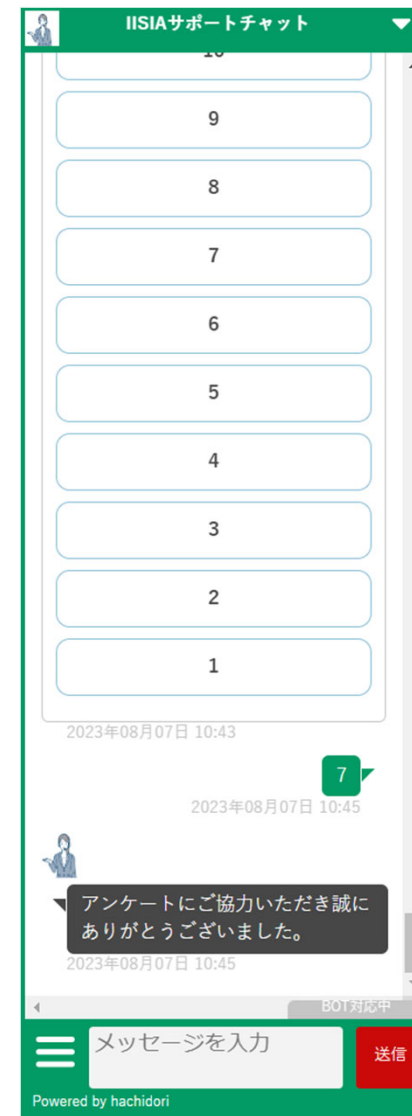 IISIAサポートチャット
10
9
8
7
6
5
4
3
2
1
2023年08月07日 10:43
7
2023年08月07日 10:45
アンケートにご協力いただき誠に
ありがとうございました。
2023年08月07日 10:45
BOT対応中
メッセージを入力
送信
Powered by hachidori